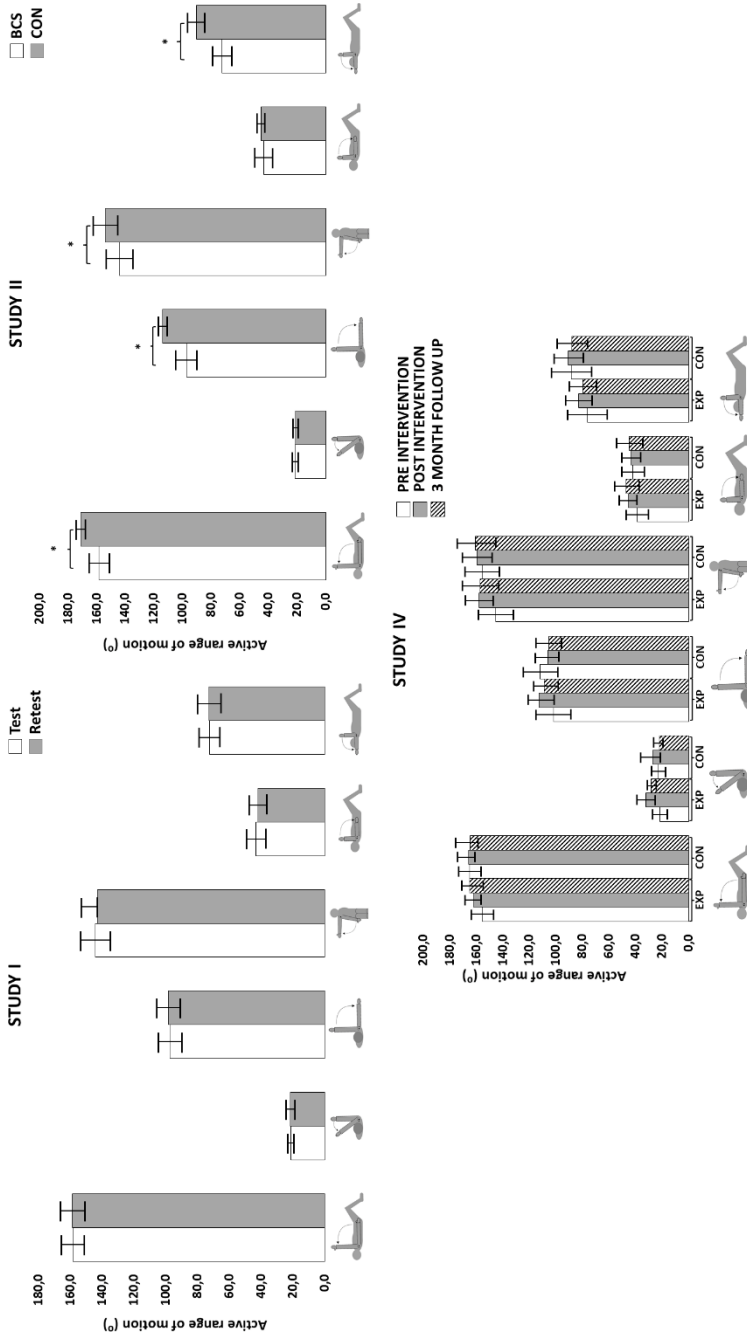 STUDY I
Test
Retest
Active range of motion (º)
180,0
160,0
140,0
120,0
100,0
80,0
60,0
40,0
20,0
0,0
STUDY II
BCS
CON
Active range of motion (º)
200,0
180,0
160,0
140,0
120,0
100,0
80,0
60,0
40,0
20,0
0,0
*
*
*
*
STUDY IV
PRE INTERVENTION
POST INTERVENTION
3 MONTH FOLLOW UP
Active range of motion (º)
200,0
180,0
160,0
140,0
120,0
100,0
80,0
60,0
40,0
20,0
0,0
EXP CON EXP CON EXP CON EXP CON EXP CON EXP CON